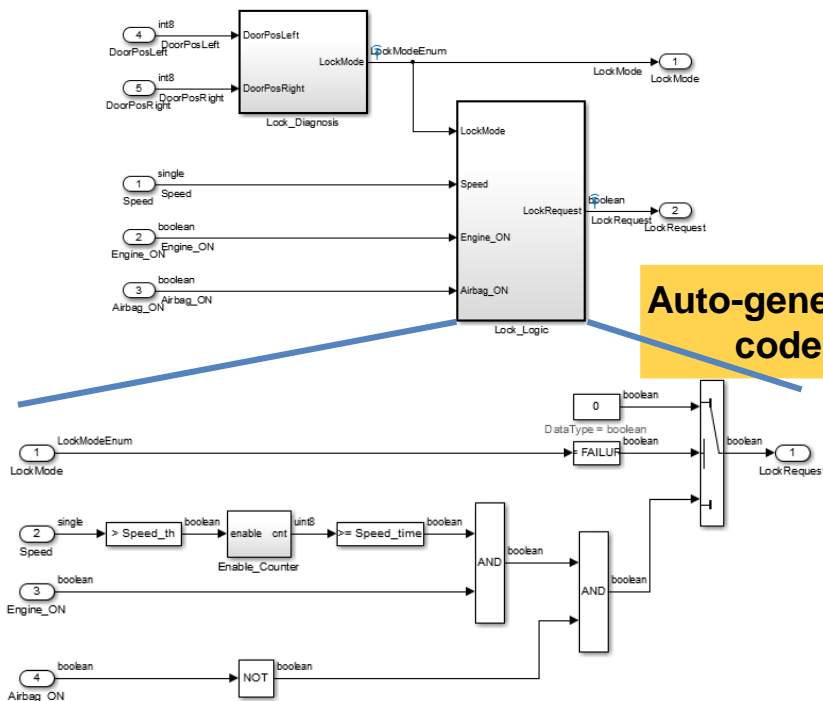 int8
4
DoorPosLeft
DoorPosLeft
DoorPosLeft
LockMode
LockModeEnum
LockMode
1
LockMode
int8
5
DoorPosRight
DoorPosRight
DoorPosRight
Lock_Diagnosis
LockMode
single
1
Speed
Speed
Speed
LockRequest
boolean
LockRequest
2
LockRequest
boolean
2
Engine_ON
Engine_ON
Engine_ON
boolean
3
Airbag_ON
Airbag_ON
Airbag_ON
Lock_Logic
Auto-gene
code
0
boolean
DataType = boolean
LockModeEnum
1
LockMode
= FAILUR
boolean
boolean
1
LockRequest
single
2
Speed
> Speed_th
boolean
enable cnt
Enable_Counter
uint8
>= Speed_time
boolean
AND
boolean
AND
boolean
boolean
3
Engine_ON
boolean
4
Airbag_ON
NOT
boolean